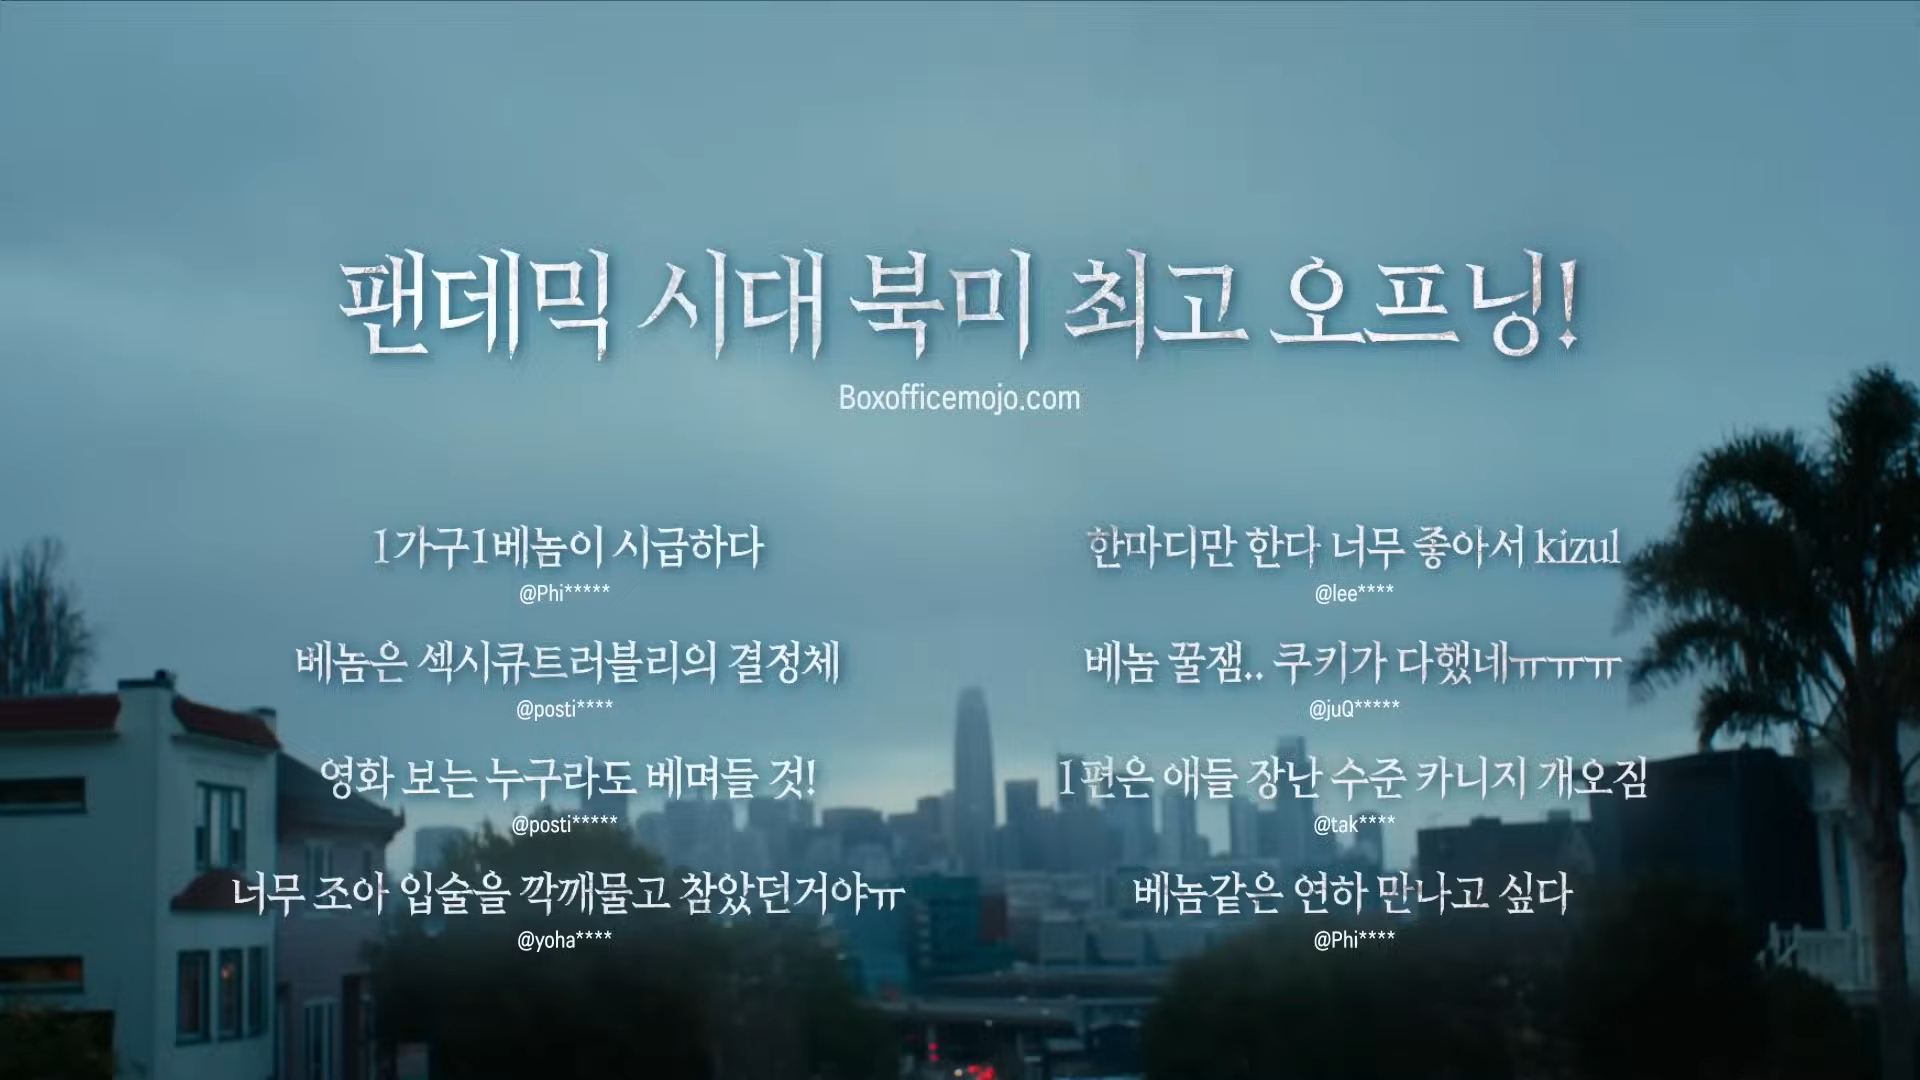 팬데믹 시대 북미 최고 오프닝!
Boxofficemojo.com
1가구1베놈이 시급하다
@Phi*****
베놈은 섹시큐트러블리의 결정체
@posti****
영화 보는 누구라도 베며들 것!
@posti*****
너무 조아 입술을 깍깨물고 참았던거야ㅠ
@yoha****
한마디만 한다 너무 좋아서 kizul
@lee****
베놈 꿀잼.. 쿠키가 다했네ㅠㅠㅠ
@juQ*****
1편은 애들 장난 수준 카니지 개오짐
@tak****
베놈같은 연하 만나고 싶다
@Phi****